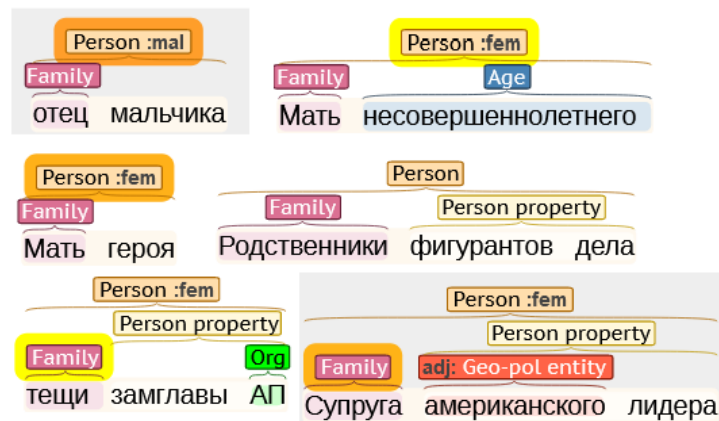 Person :mal Person :fem
Family Family Age
отец мальчика Мать несовершеннолетнего
Person :fem Person
Family Family Person property
Мать героя Родственники фигурантов дела
Person :fem Person :fem
Person property Person property
Family Org Family adj: Geo-pol entity
тещи замглавы АП Супруга американского лидера